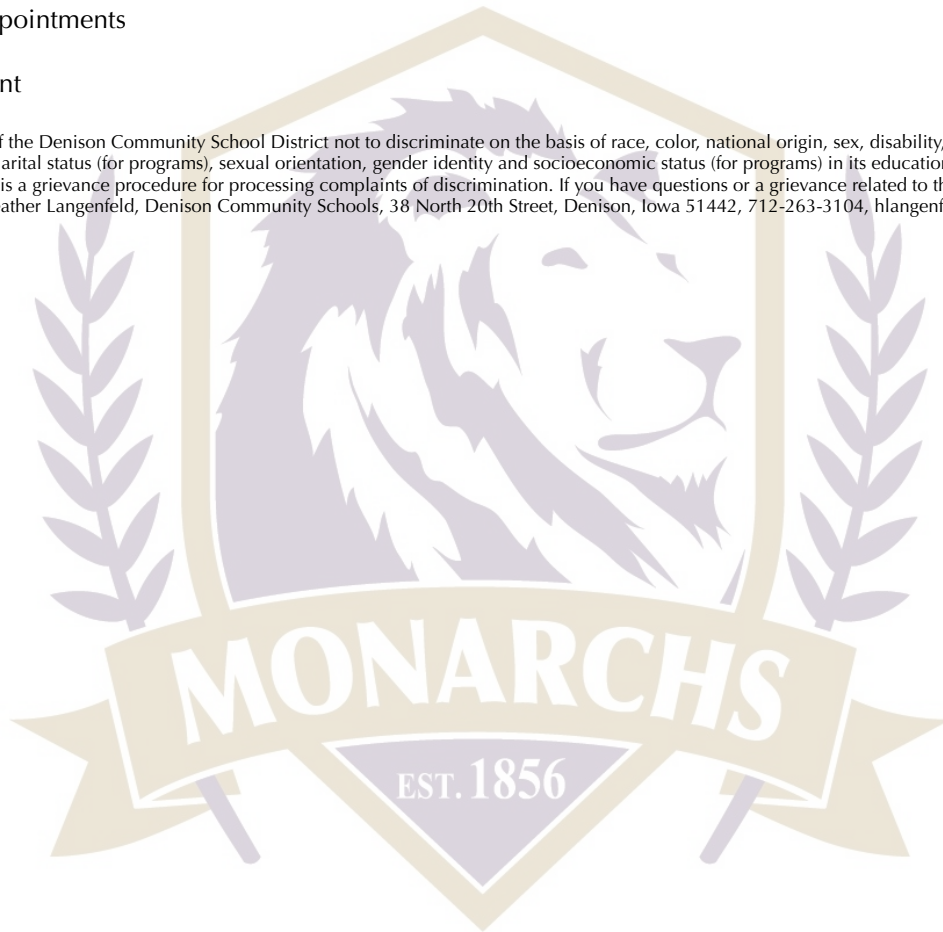 pointments
nt
f the Denison Community School District not to discriminate on the basis of race, color, national origin, sex, disability,
arital status (for programs), sexual orientation, gender identity and socioeconomic status (for programs) in its education
is a grievance procedure for processing complaints of discrimination. If you have questions or a grievance related to th
eather Langenfeld, Denison Community Schools, 38 North 20th Street, Denison, Iowa 51442, 712-263-3104, hlangenf
MONARCHS
EST. 1856